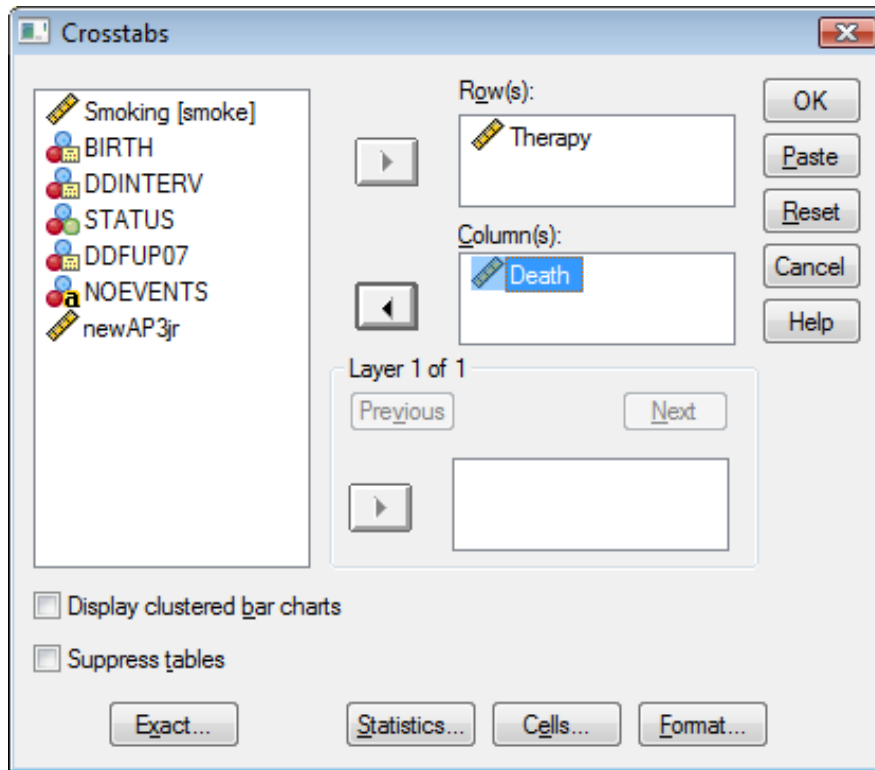 Crosstabs
Smoking [smoke]
BIRTH
DDINTERV
STATUS
DDFUP07
NOEVENTS
newAP3jr
Row(s):
Therapy
Column(s):
Death
Layer 1 of 1
Previous
Next
OK
Paste
Reset
Cancel
Help
Display clustered bar charts
Suppress tables
Exact...
Statistics...
Cells...
Format...